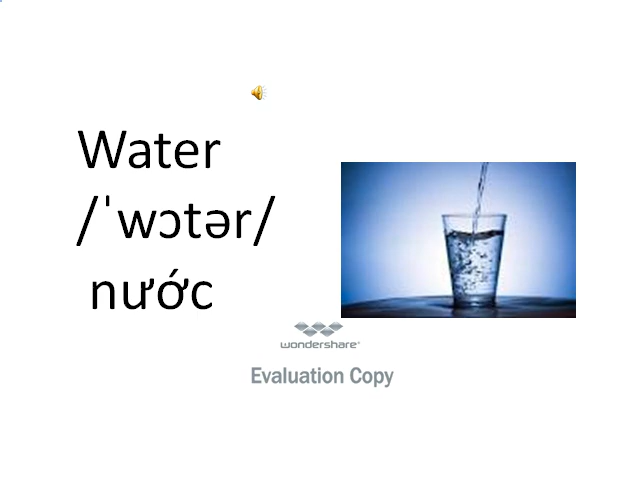 Water
/ˈwɔtər/
nước
wondershare
Evaluation Copy